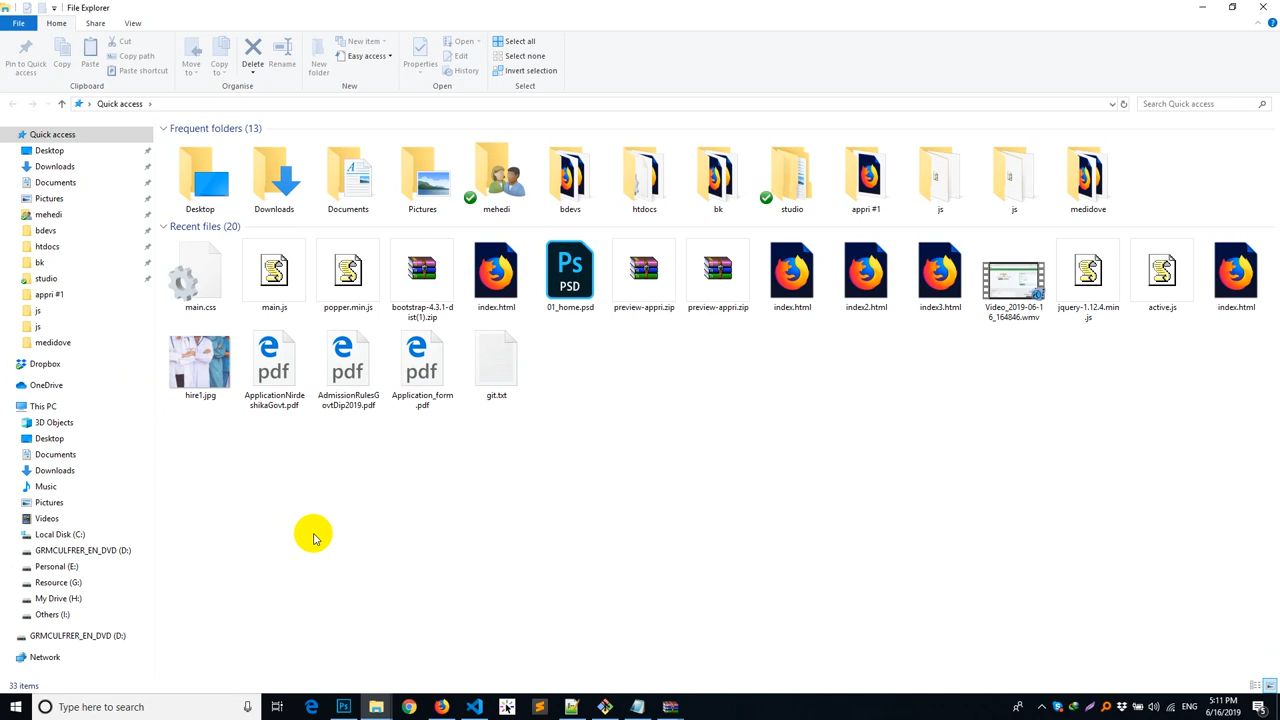 File Explorer
File Home Share View
Pin to Quick access
Copy
Paste
Cut
Copy path
Paste shortcut
Clipboard
Move to
Copy to
Delete
Rename
Organise
New folder
New item
Easy access
New
Properties
Open
Edit
History
Open
Select all
Select none
Invert selection
Select
Quick access
Search Quick access
Quick access
Desktop
Downloads
Documents
Pictures
mehedi
bdevs
htdocs
bk
studio
appri #1
js
js
medidove
Dropbox
OneDrive
This PC
3D Objects
Desktop
Documents
Downloads
Music
Pictures
Videos
Local Disk (C:)
GRMCULFRER_EN_DVD (D:)
Personal (E:)
Resource (G:)
My Drive (H:)
Others (I:)
GRMCULFRER_EN_DVD (D:)
Network
Frequent folders (13)
Desktop Downloads Documents Pictures mehedi bdevs htdocs bk studio appri #1 js js medidove
Recent files (20)
Ps
PSD
main.css
main.js
popper.min.js
bootstrap-4.3.1-dist(1).zip
index.html
01_home.psd
preview-appri.zip
preview-appri.zip
index.html
index2.html
index3.html
Video_2019-06-16_164846.wmv
jquery-1.12.4.min.js
active.js
index.html
pdf pdf pdf
hire1.jpg
ApplicationNirdeshikaGovt.pdf
AdmissionRulesGovtDip2019.pdf
Application_form.pdf
git.txt
33 items
Type here to search
Ps
ENG
5:11 PM
6/16/2019
5